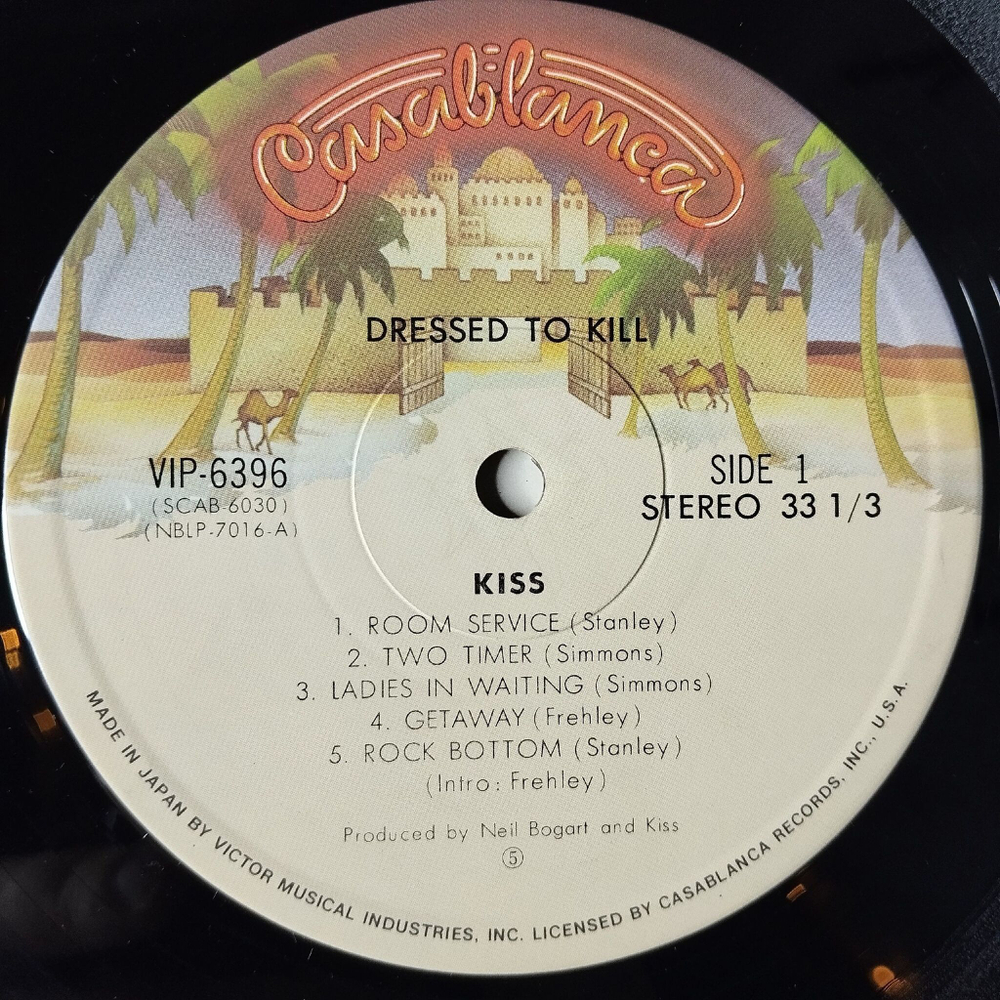 Casablanca
DRESSED TO KILL
VIP-6396
(SCAB-6030)
(NBLP-7016-A)
SIDE 1
STEREO 33 1/3
KISS
1. ROOM SERVICE (Stanley)
2. TWO TIMER (Simmons)
3. LADIES IN WAITING (Simmons)
4. GETAWAY (Frehley)
5. ROCK BOTTOM (Stanley)
(Intro: Frehley)
Produced by Neil Bogart and Kiss
⑤
MADE IN JAPAN BY VICTOR MUSICAL INDUSTRIES, INC. LICENSED BY CASABLANCA RECORDS, INC., U.S.A.